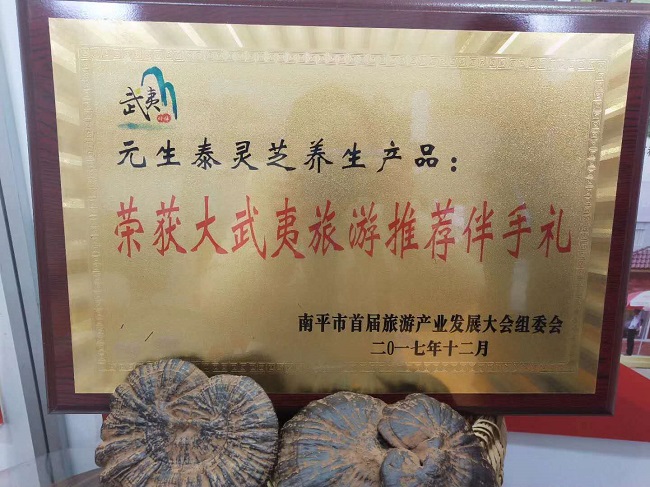 武夷
元生泰灵芝养生产品：
荣获大武夷旅游推荐伴手礼
南平市首届旅游产业发展大会组委会
二〇一七年十二月